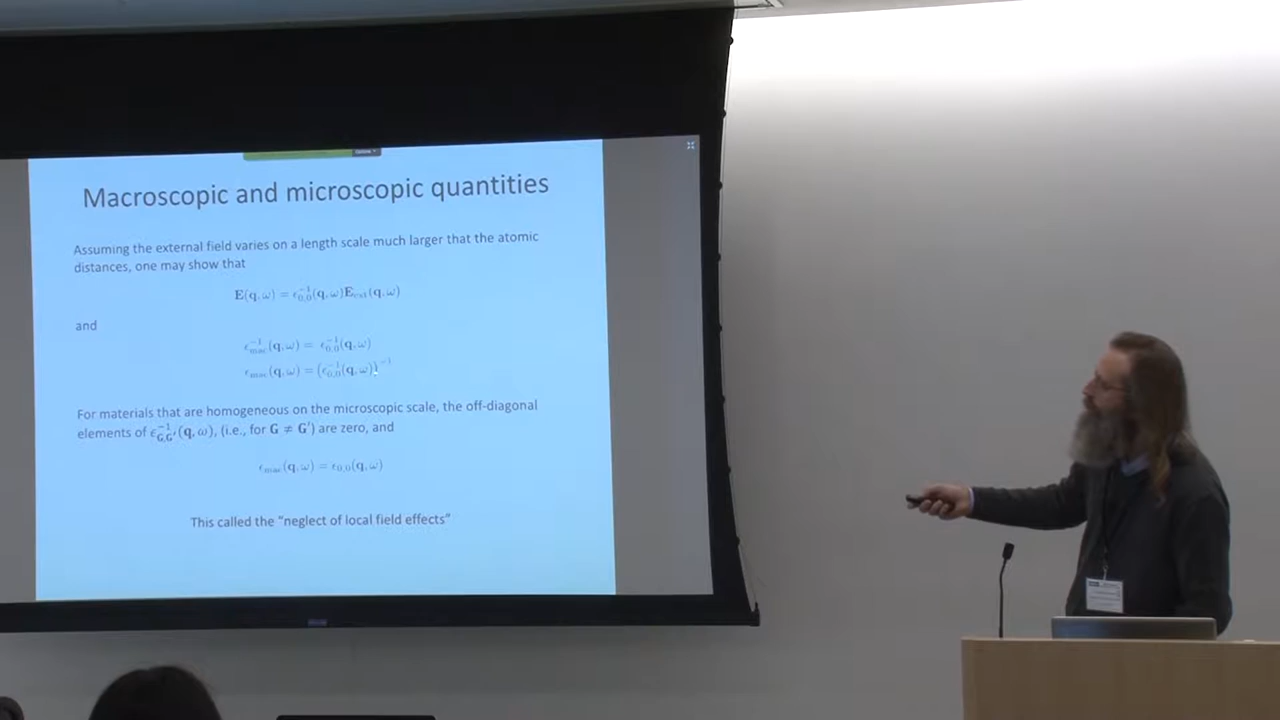 Macroscopic and microscopic quantities
Assuming the external field varies on a length scale much larger that the atomic
distances, one may show that
E(q, ω) = ϵ⁻¹₀,₀(q, ω)Eₑₓₜ(q, ω)
and
ϵ⁻¹ₘₐc(q, ω) = ϵ⁻¹₀,₀(q, ω)
ϵₘₐc(q, ω) = (ϵ⁻¹₀,₀(q, ω))⁻¹
For materials that are homogeneous on the microscopic scale, the off-diagonal
elements of ϵ⁻¹G,G′(q, ω), (i.e., for G ≠ G′) are zero, and
ϵₘₐc(q, ω) = ϵ₀,₀(q, ω)
This called the “neglect of local field effects”